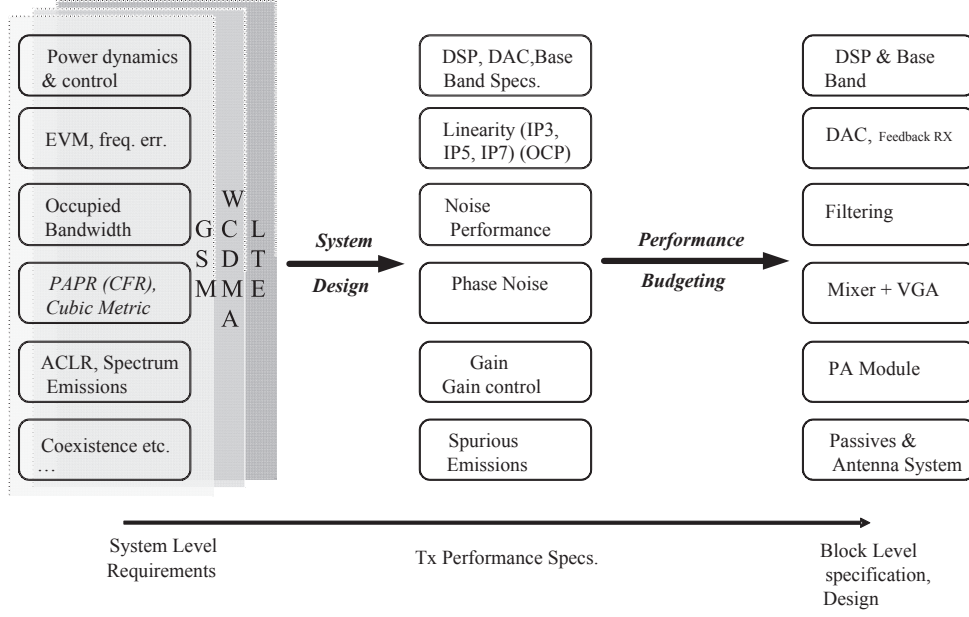 Power dynamics
& control
EVM, freq. err.
Occupied
Bandwidth
PAPR (CFR),
Cubic Metric
ACLR, Spectrum
Emissions
Coexistence etc.
…
GSM
WCDMA
LTE
System
Design
DSP, DAC,Base
Band Specs.
Linearity (IP3,
IP5, IP7) (OCP)
Noise
Performance
Phase Noise
Gain
Gain control
Spurious
Emissions
Performance
Budgeting
DSP & Base
Band
DAC, Feedback RX
Filtering
Mixer + VGA
PA Module
Passives &
Antenna System
System Level
Requirements
Tx Performance Specs.
Block Level
specification,
Design